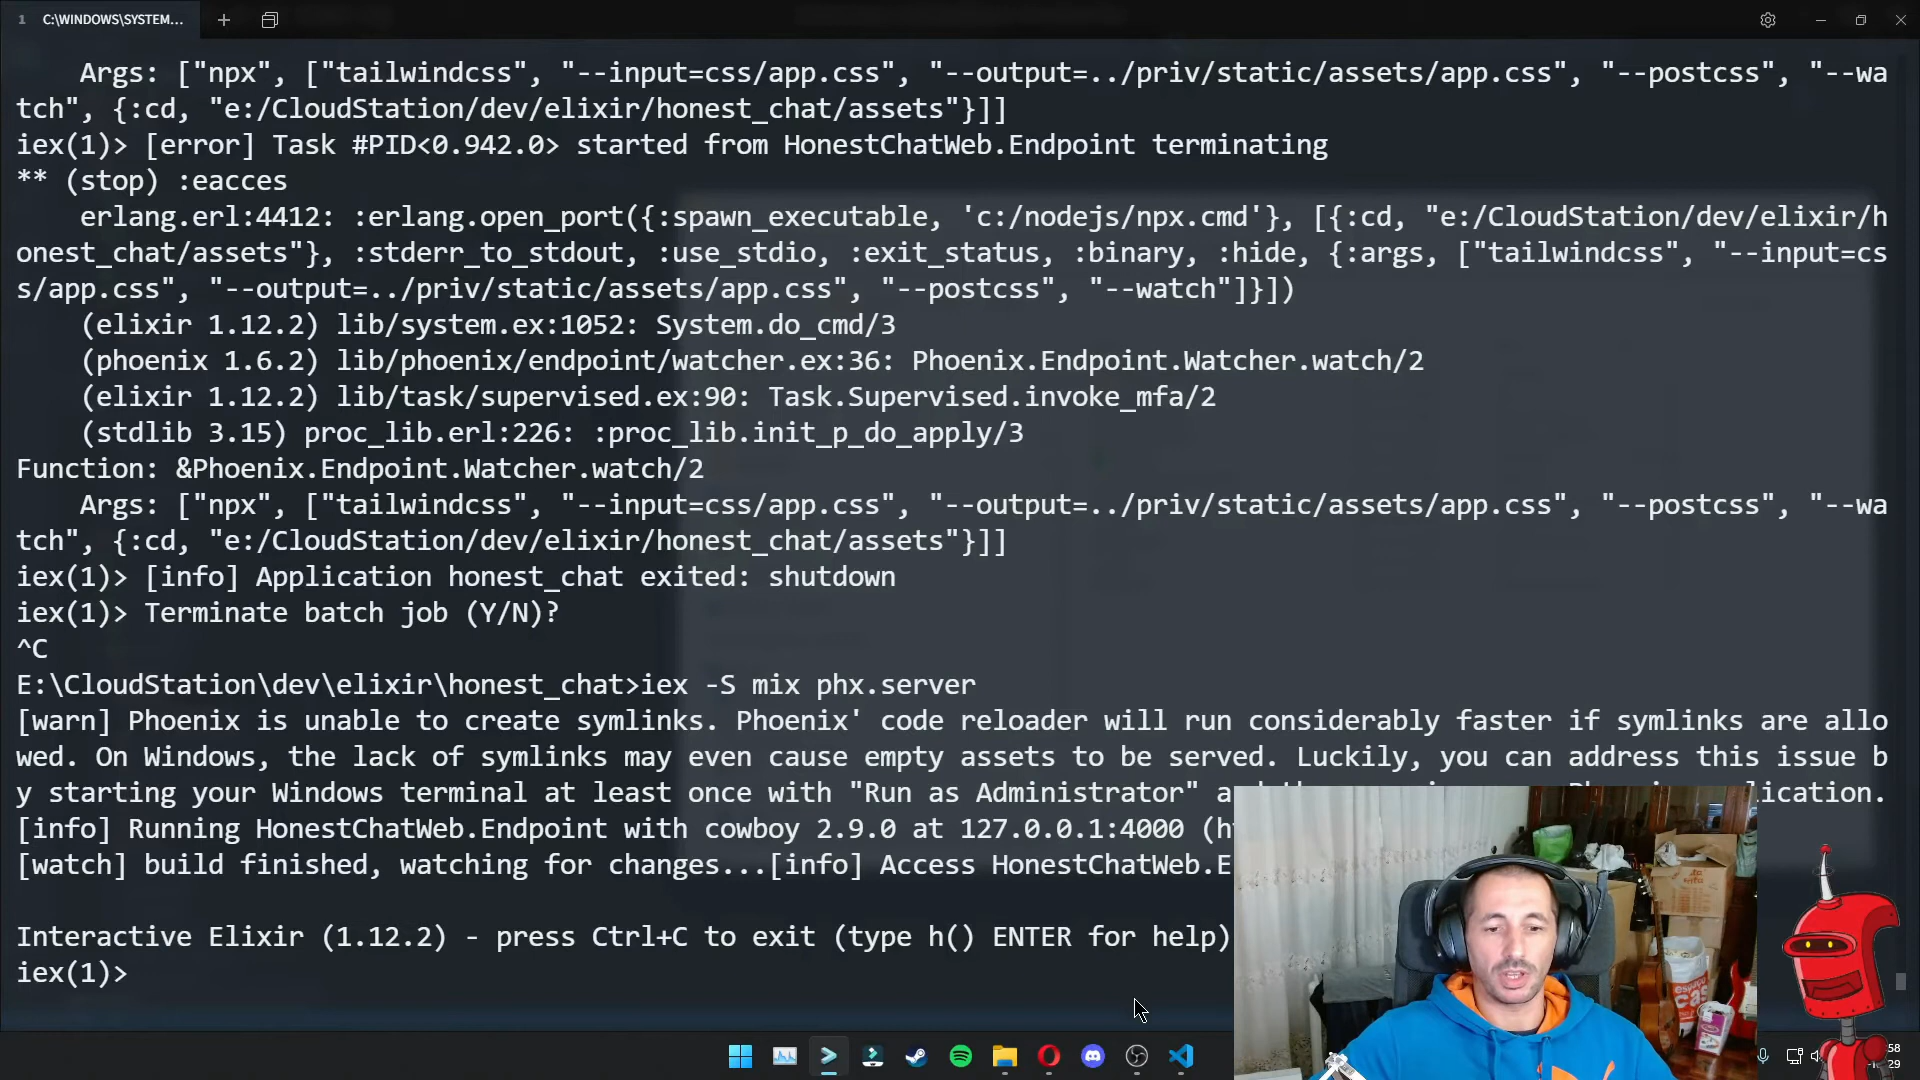 1 C:\WINDOWS\SYSTEM...
Args: ["npx", ["tailwindcss", "--input=css/app.css", "--output=../priv/static/assets/app.css", "--postcss", "--wa
tch", {:cd, "e:/CloudStation/dev/elixir/honest_chat/assets"}]]
iex(1)> [error] Task #PID<0.942.0> started from HonestChatWeb.Endpoint terminating
** (stop) :eacces
erlang.erl:4412: :erlang.open_port({:spawn_executable, 'c:/nodejs/npx.cmd'}, [{:cd, "e:/CloudStation/dev/elixir/h
onest_chat/assets"}, :stderr_to_stdout, :use_stdio, :exit_status, :binary, :hide, {:args, ["tailwindcss", "--input=cs
s/app.css", "--output=../priv/static/assets/app.css", "--postcss", "--watch"]}])
(elixir 1.12.2) lib/system.ex:1052: System.do_cmd/3
(phoenix 1.6.2) lib/phoenix/endpoint/watcher.ex:36: Phoenix.Endpoint.Watcher.watch/2
(elixir 1.12.2) lib/task/supervised.ex:90: Task.Supervised.invoke_mfa/2
(stdlib 3.15) proc_lib.erl:226: :proc_lib.init_p_do_apply/3
Function: &Phoenix.Endpoint.Watcher.watch/2
Args: ["npx", ["tailwindcss", "--input=css/app.css", "--output=../priv/static/assets/app.css", "--postcss", "--wa
tch", {:cd, "e:/CloudStation/dev/elixir/honest_chat/assets"}]]
iex(1)> [info] Application honest_chat exited: shutdown
iex(1)> Terminate batch job (Y/N)?
^C
E:\CloudStation\dev\elixir\honest_chat>iex -S mix phx.server
[warn] Phoenix is unable to create symlinks. Phoenix' code reloader will run considerably faster if symlinks are allo
wed. On Windows, the lack of symlinks may even cause empty assets to be served. Luckily, you can address this issue b
y starting your Windows terminal at least once with "Run as Administrator" lication.
[info] Running HonestChatWeb.Endpoint with cowboy 2.9.0 at 127.0.0.1:4000 (h
[watch] build finished, watching for changes...[info] Access HonestChatWeb.E
Interactive Elixir (1.12.2) - press Ctrl+C to exit (type h() ENTER for help)
iex(1)>
58
29